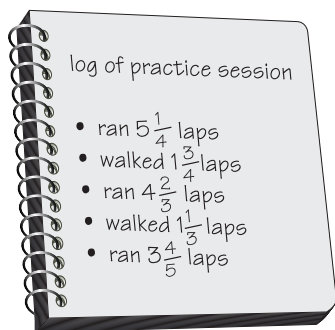 log of practice session
• ran 5 1/4 laps
• walked 1 3/4 laps
• ran 4 2/3 laps
• walked 1 1/3 laps
• ran 3 4/5 laps